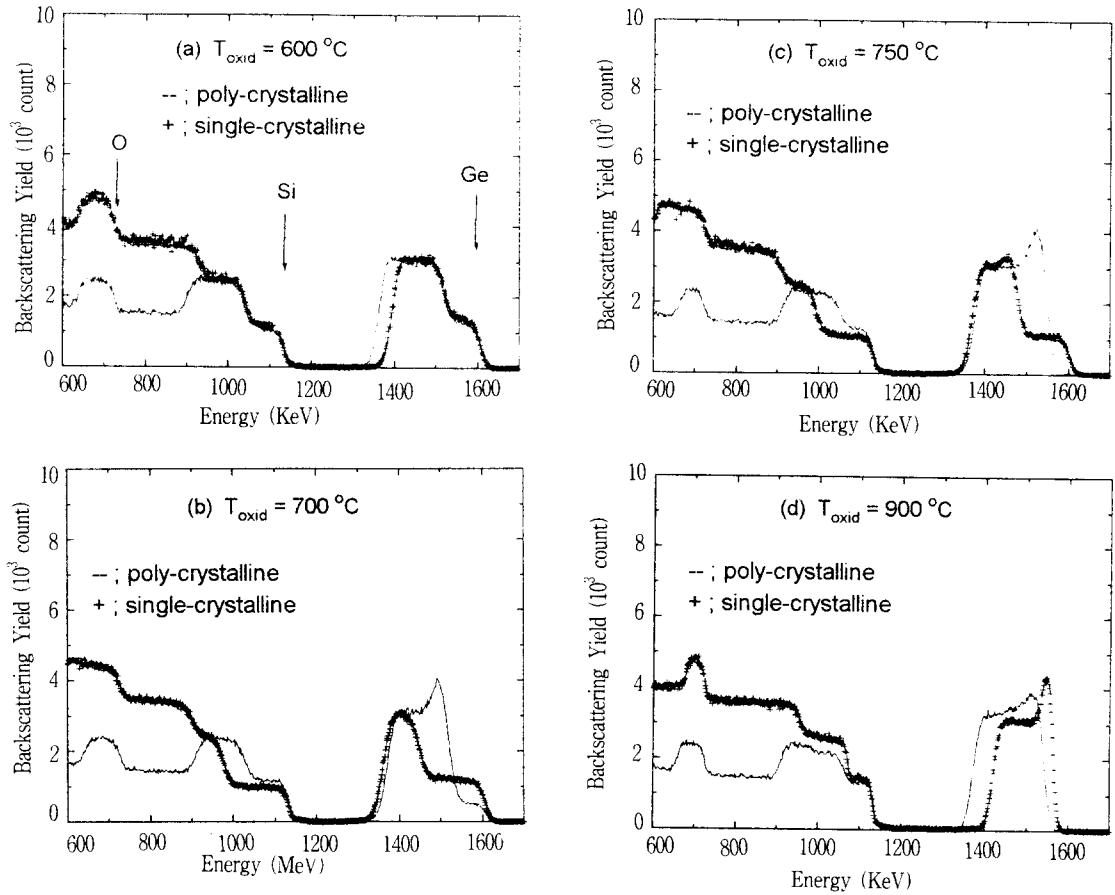 10
8
6
4
2
0
Backscattering Yield (10³ count)
(a) T_oxid = 600 °C
-- ; poly-crystalline
+ ; single-crystalline
O
Si
Ge
600 800 1000 1200 1400 1600
Energy (KeV)
10
8
6
4
2
0
Backscattering Yield (10³ count)
(c) T_oxid = 750 °C
-- ; poly-crystalline
+ ; single-crystalline
600 800 1000 1200 1400 1600
Energy (KeV)
10
8
6
4
2
0
Backscattering Yield (10³ count)
(b) T_oxid = 700 °C
-- ; poly-crystalline
+ ; single-crystalline
600 800 1000 1200 1400 1600
Energy (MeV)
10
8
6
4
2
0
Backscattering Yield (10³ count)
(d) T_oxid = 900 °C
-- ; poly-crystalline
+ ; single-crystalline
600 800 1000 1200 1400 1600
Energy (KeV)